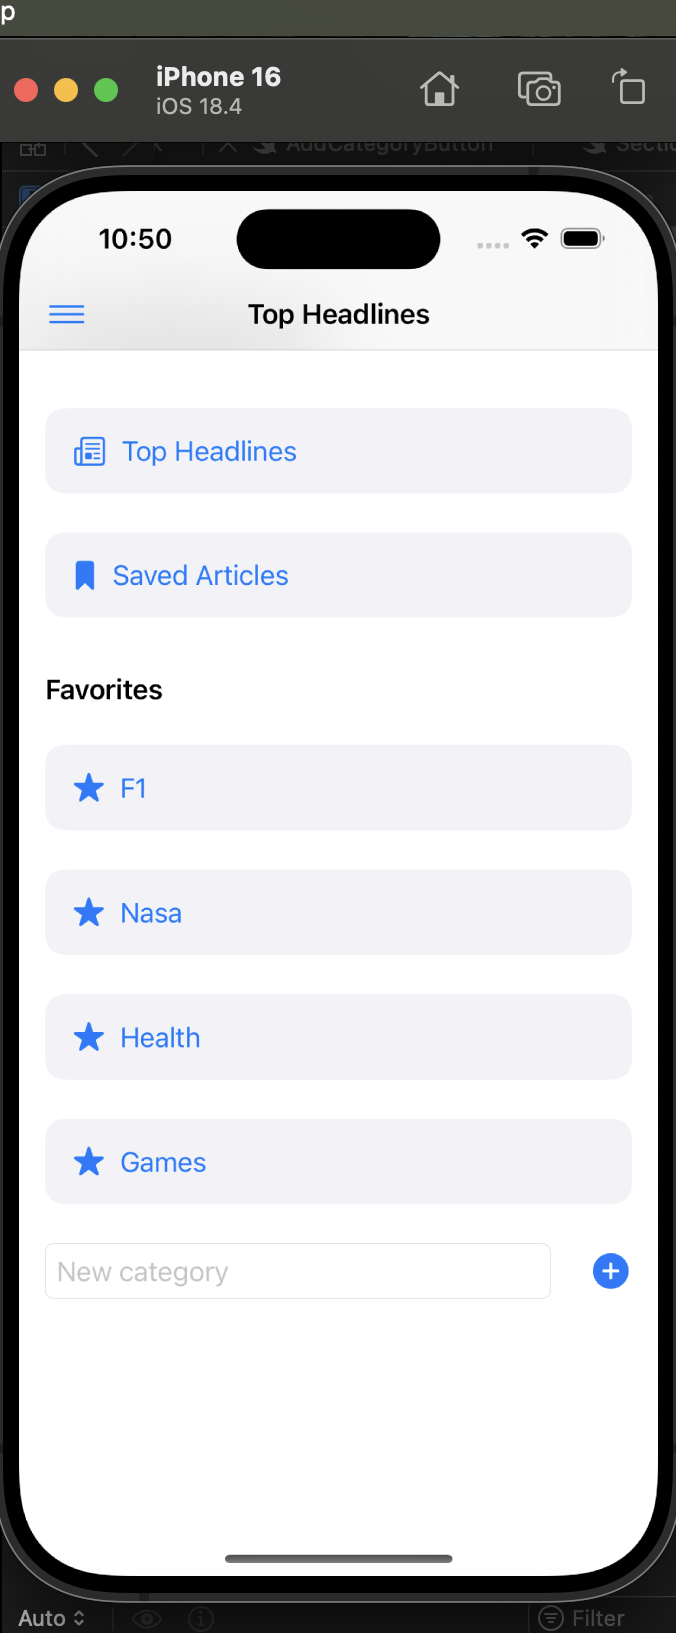 p
iPhone 16
iOS 18.4
AddCategoryButton
10:50
Top Headlines
Top Headlines
Saved Articles
Favorites
F1
Nasa
Health
Games
New category
Auto
Filter